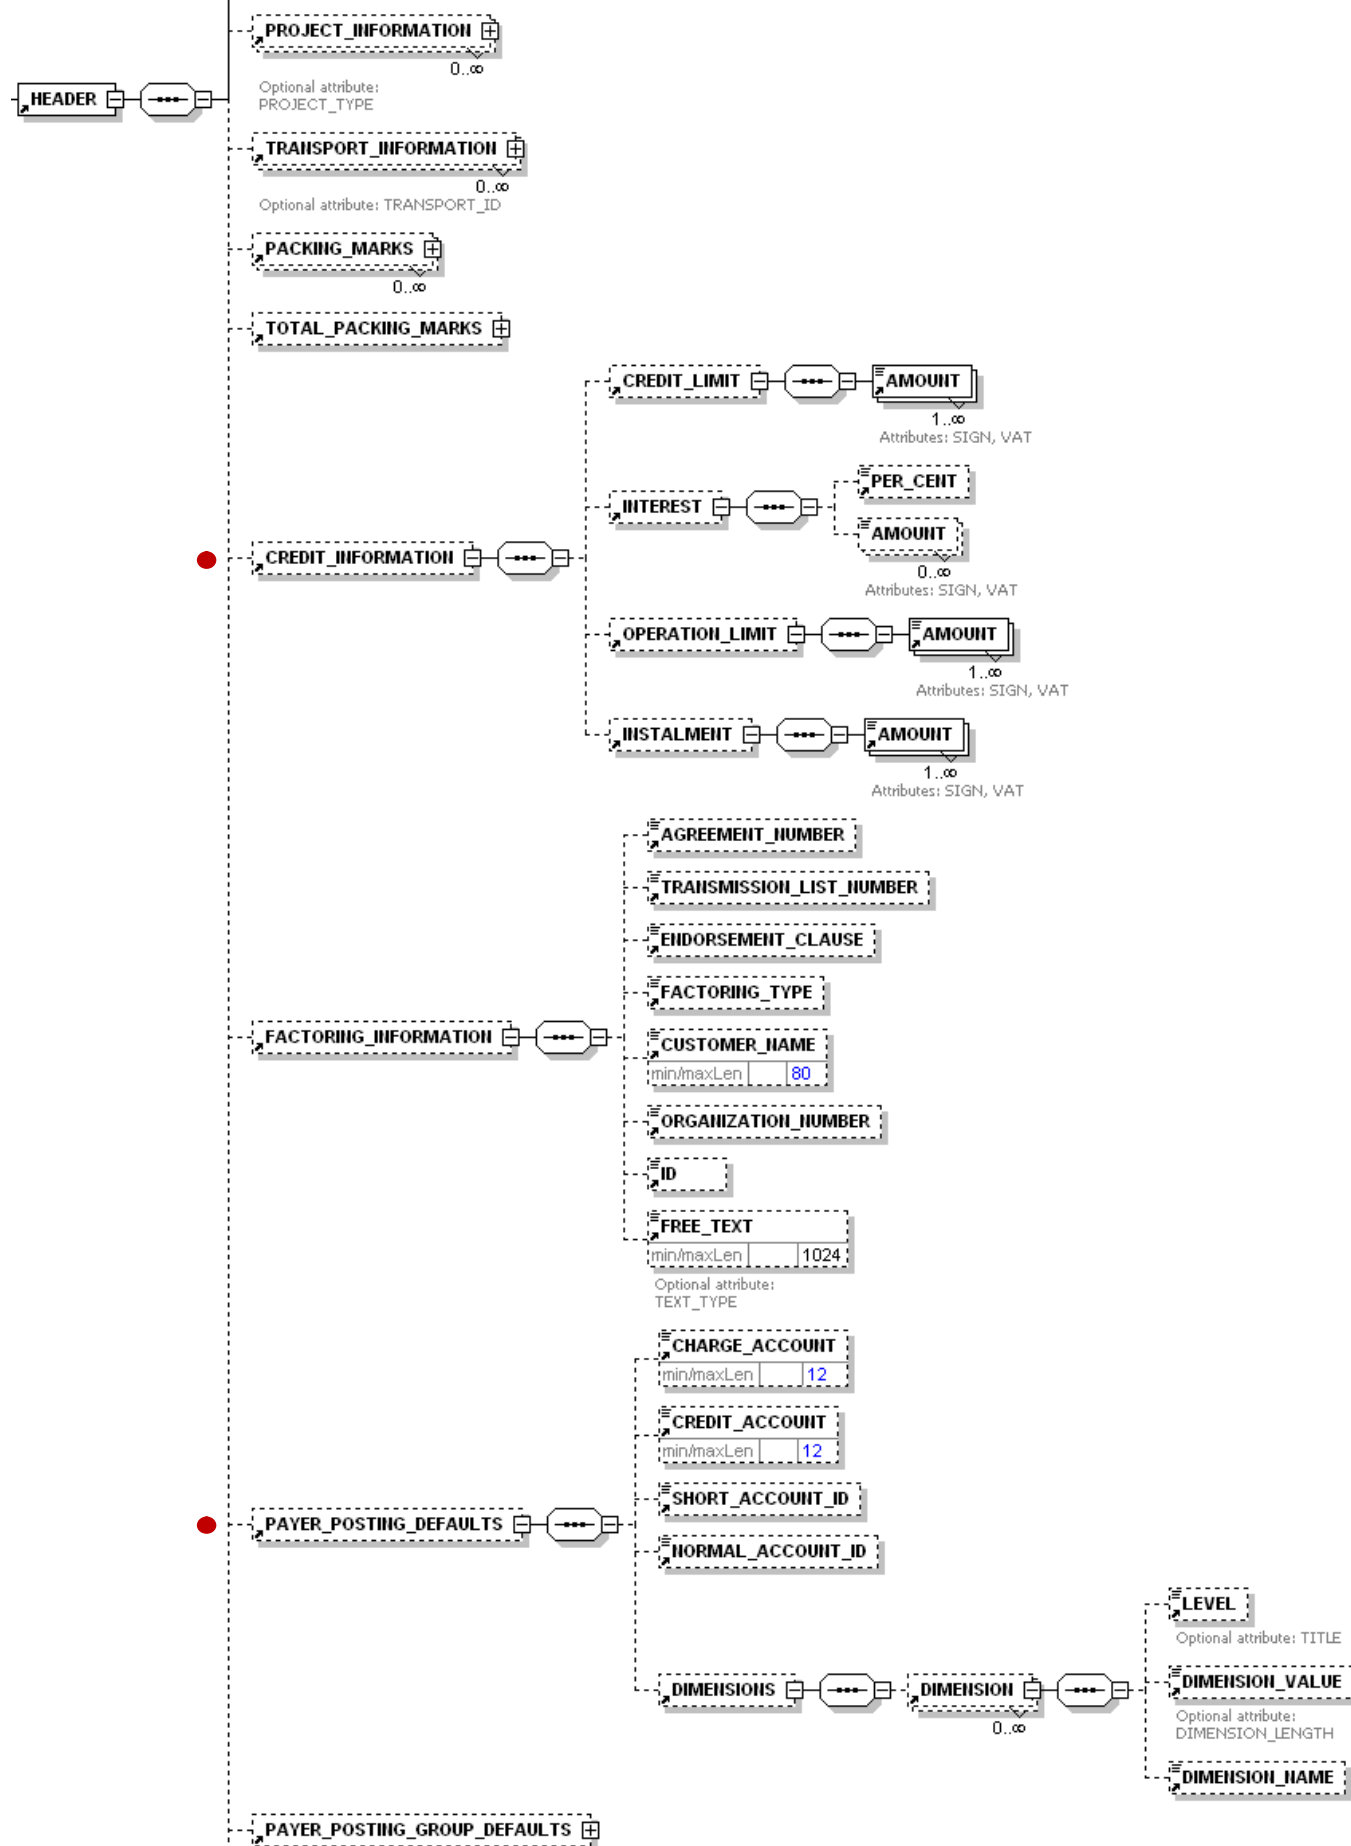 PROJECT_INFORMATION
0..∞
Optional attribute:
PROJECT_TYPE
HEADER
TRANSPORT_INFORMATION
0..∞
Optional attribute: TRANSPORT_ID
PACKING_MARKS
0..∞
TOTAL_PACKING_MARKS
CREDIT_INFORMATION
CREDIT_LIMIT
AMOUNT
1..∞
Attributes: SIGN, VAT
INTEREST
PER_CENT
AMOUNT
0..∞
Attributes: SIGN, VAT
OPERATION_LIMIT
AMOUNT
1..∞
Attributes: SIGN, VAT
INSTALMENT
AMOUNT
1..∞
Attributes: SIGN, VAT
FACTORING_INFORMATION
AGREEMENT_NUMBER
TRANSMISSION_LIST_NUMBER
ENDORSEMENT_CLAUSE
FACTORING_TYPE
CUSTOMER_NAME
min/maxLen 80
ORGANIZATION_NUMBER
ID
FREE_TEXT
min/maxLen 1024
Optional attribute:
TEXT_TYPE
PAYER_POSTING_DEFAULTS
CHARGE_ACCOUNT
min/maxLen 12
CREDIT_ACCOUNT
min/maxLen 12
SHORT_ACCOUNT_ID
NORMAL_ACCOUNT_ID
DIMENSIONS
DIMENSION
0..∞
LEVEL
Optional attribute: TITLE
DIMENSION_VALUE
Optional attribute:
DIMENSION_LENGTH
DIMENSION_NAME
PAYER_POSTING_GROUP_DEFAULTS